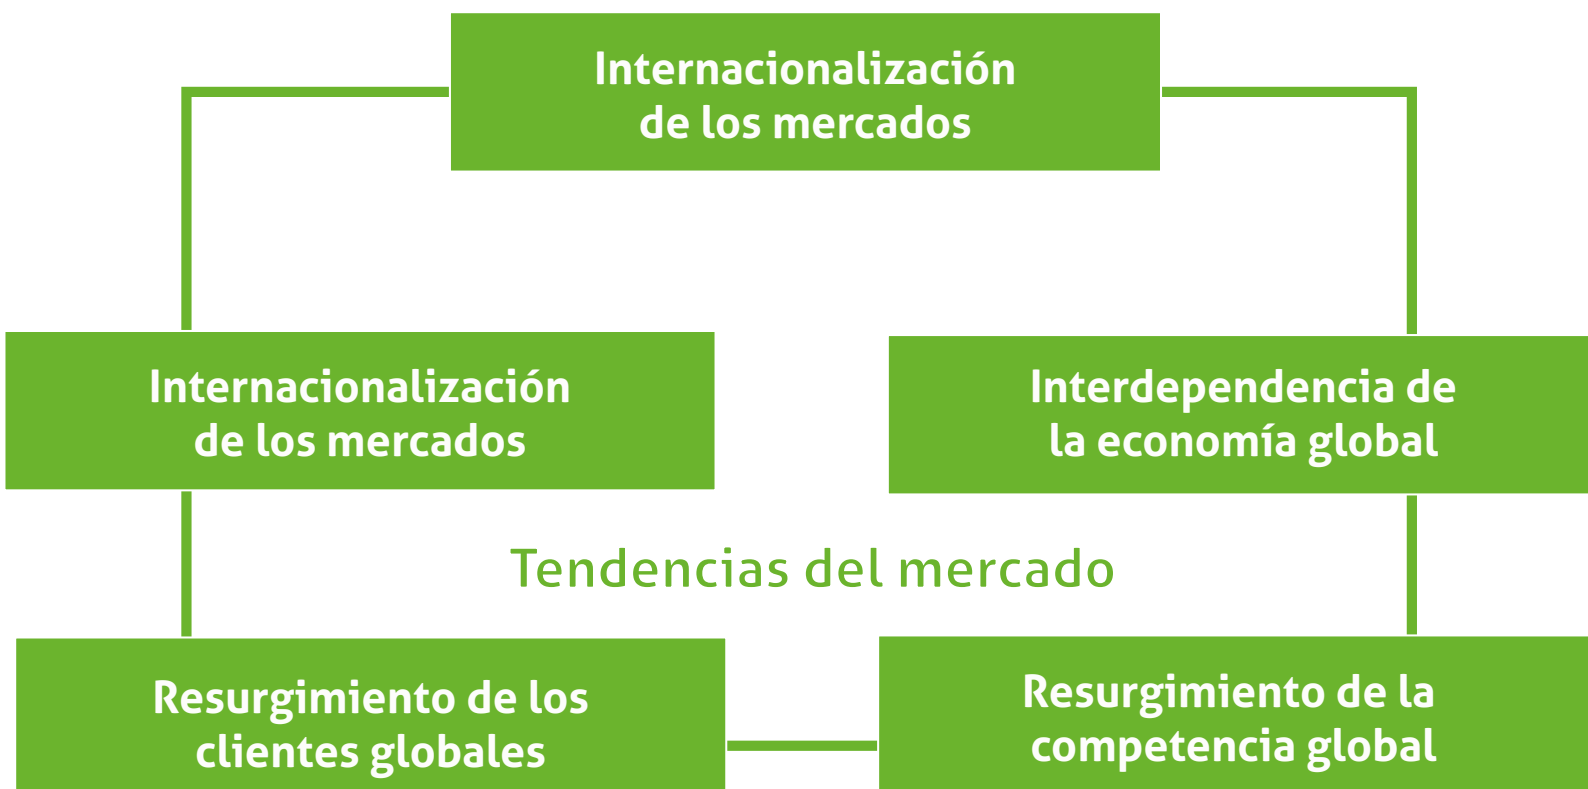 Internacionalización
de los mercados
Internacionalización
de los mercados
Interdependencia de
la economía global
Tendencias del mercado
Resurgimiento de los
clientes globales
Resurgimiento de la
competencia global